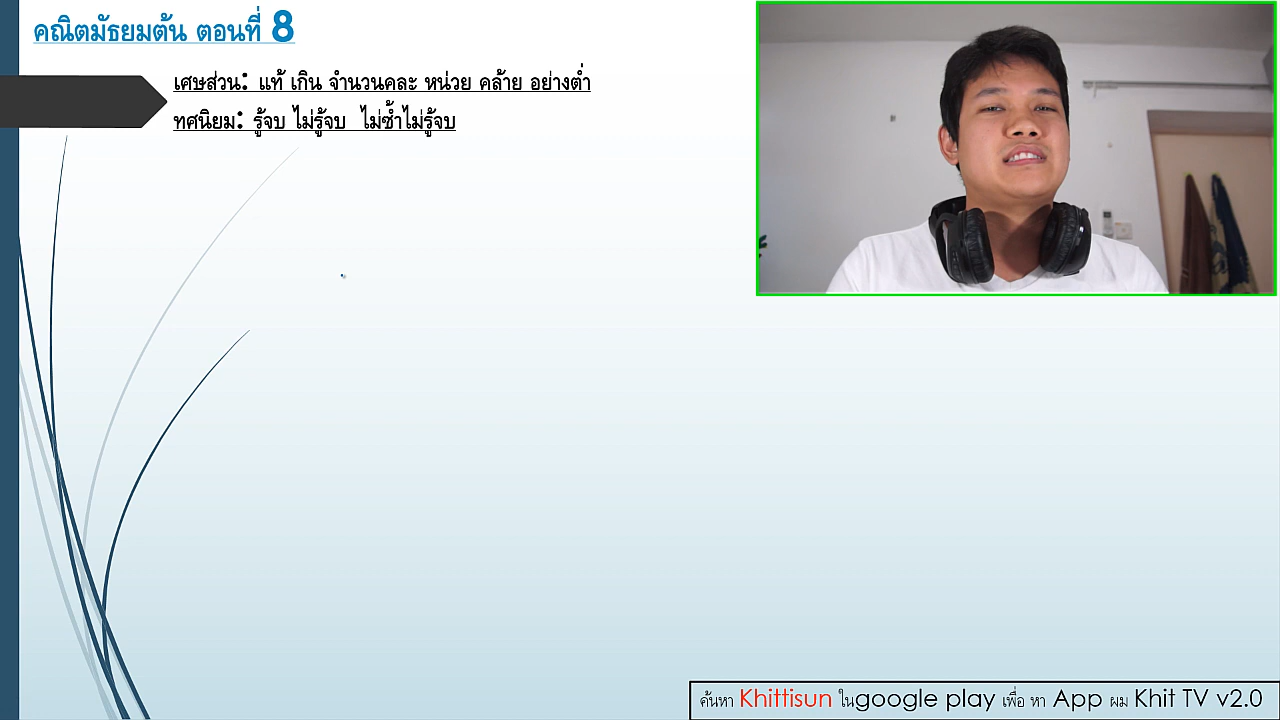 คณิตมัธยมต้น ตอนที่ 8
เศษส่วน: แท้ เกิน จำนวนคละ หน่วย คล้าย อย่างต่ำ
ทศนิยม: รู้จบ ไม่รู้จบ ไม่ซ้ำไม่รู้จบ
ค้นหา Khittisun ในgoogle play เพื่อ หา App ผม Khit TV v2.0